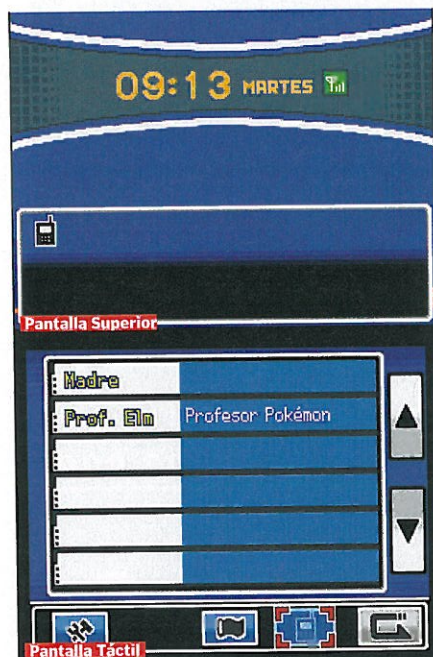 09:13 MARTES
Pantalla Superior
Madre
Prof. Elm Profesor Pokémon
Pantalla Táctil